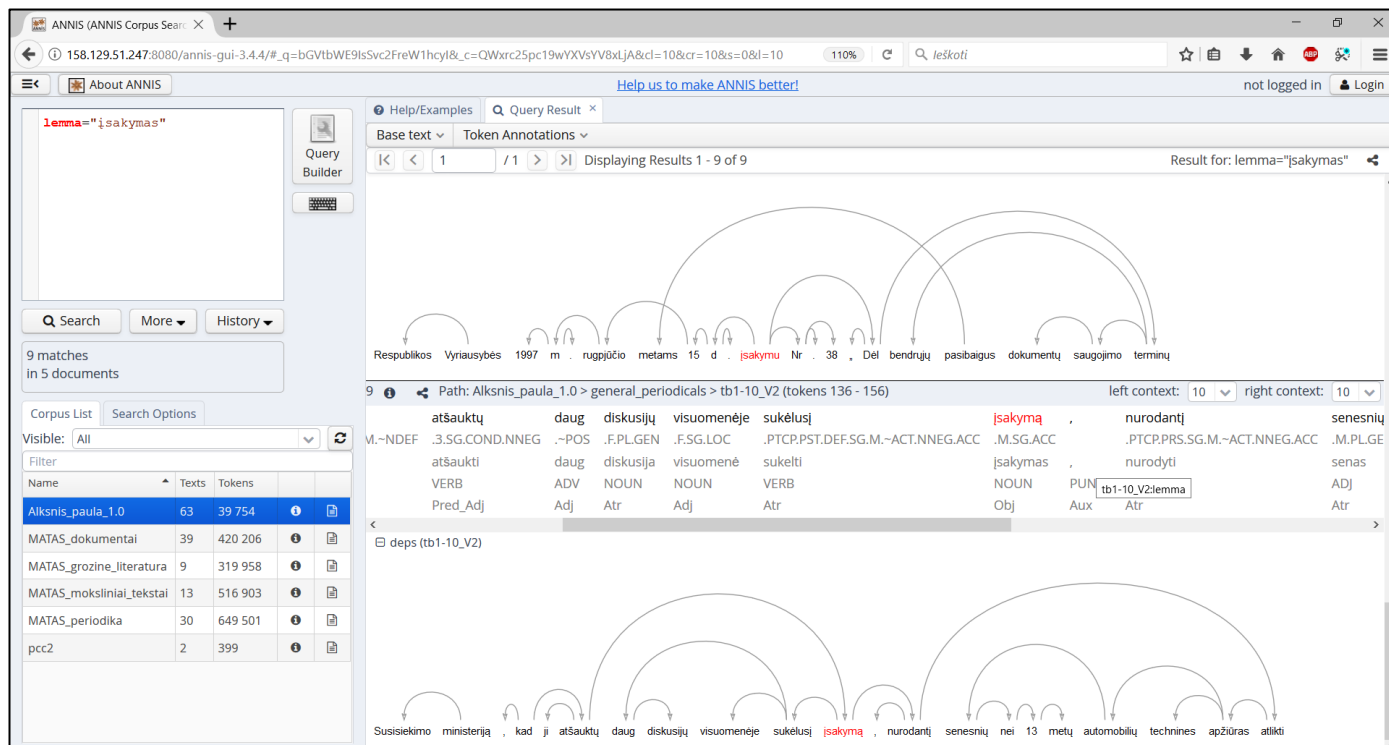 ANNIS (ANNIS Corpus Sear
158.129.51.247:8080/annis-gui-3.4.4/#_q=bGVtbWE9IsSvc2FreW1hcyI&_c=QWxrc25pc19wYXVsYV8xLjA&cl=10&cr=10&s=0&l=10 110% Ieškoti
About ANNIS Help us to make ANNIS better! not logged in Login
lemma="įsakymas"
Query
Builder
Search More History
9 matches
in 5 documents
Corpus List Search Options
Visible: All
Filter
Name Texts Tokens
Alksnis_paula_1.0 63 39 754
MATAS_dokumentai 39 420 206
MATAS_grozine_literatura 9 319 958
MATAS_moksliniai_tekstai 13 516 903
MATAS_periodika 30 649 501
pcc2 2 399
Help/Examples Query Result
Base text Token Annotations
1 / 1 Displaying Results 1 - 9 of 9 Result for: lemma="įsakymas"
Respublikos Vyriausybės 1997 m . rugpjūčio metams 15 d . įsakymu Nr . 38 „ Dėl bendrųjų pasibaigus dokumentų saugojimo terminų
9 Path: Alksnis_paula_1.0 > general_periodicals > tb1-10_V2 (tokens 136 - 156) left context: 10 right context: 10
atšauktų daug diskusijų visuomenėje sukėlusį įsakymą , nurodantį senesnių
M.~NDEF .3.SG.COND.NNEG .~POS .F.PL.GEN .F.SG.LOC .PTCP.PST.DEF.SG.M.~ACT.NNEG.ACC .M.SG.ACC .PTCP.PRS.SG.M.~ACT.NNEG.ACC .M.PL.GE
atšaukti daug diskusija visuomenė sukelti įsakymas , nurodyti senas
VERB ADV NOUN NOUN VERB NOUN PUN ADJ
tb1-10_V2:lemma
Pred_Adj Adj Atr Adj Atr Obj Aux Atr Atr
deps (tb1-10_V2)
Susisiekimo ministeriją , kad ji atšauktų daug diskusijų visuomenėje sukėlusį įsakymą , nurodantį senesnių nei 13 metų automobilių technines apžiūras atlikti